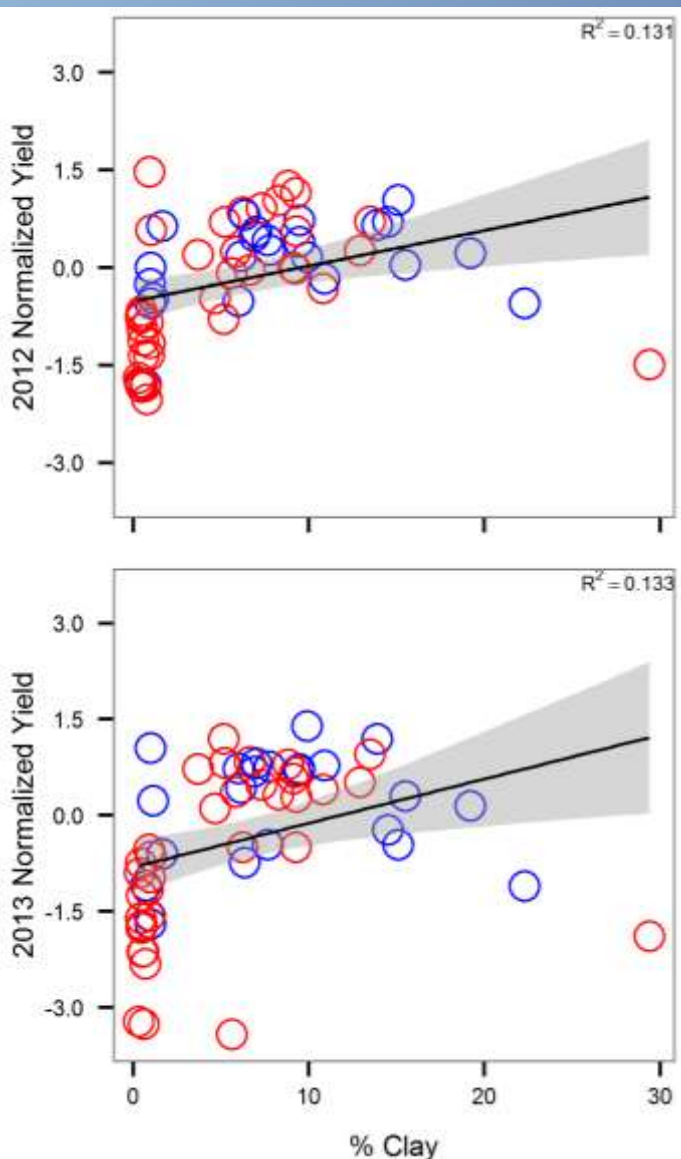 R² = 0.131
3.0
1.5
0.0
-1.5
-3.0
2012 Normalized Yield
R² = 0.133
3.0
1.5
0.0
-1.5
-3.0
2013 Normalized Yield
0 10 20 30
% Clay